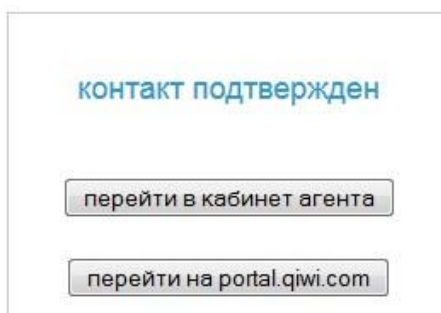 контакт подтвержден
перейти в кабинет агента
перейти на portal.qiwi.com